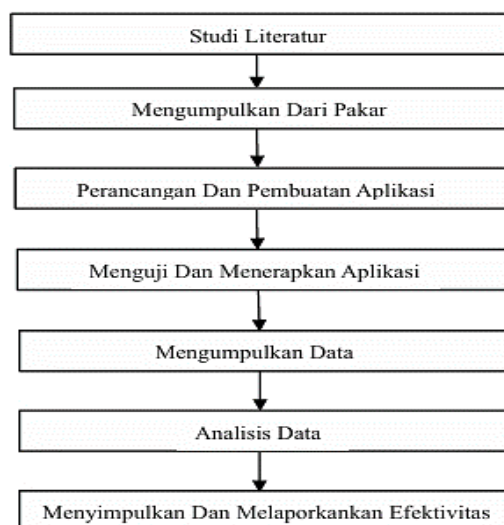 Studi Literatur
Mengumpulkan Dari Pakar
Perancangan Dan Pembuatan Aplikasi
Menguji Dan Menerapkan Aplikasi
Mengumpulkan Data
Analisis Data
Menyimpulkan Dan Melaporkankan Efektivitas